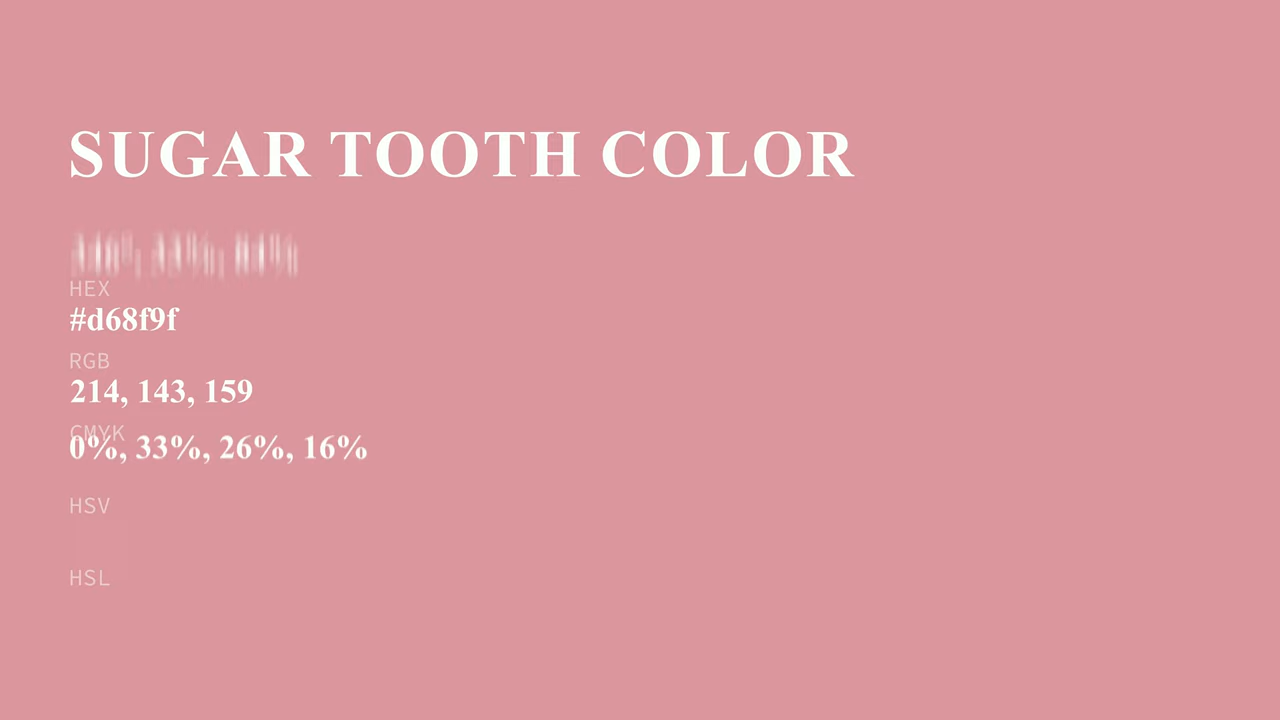 SUGAR TOOTH COLOR
HEX
#d68f9f
RGB
214, 143, 159
CMYK
0%, 33%, 26%, 16%
HSV
HSL